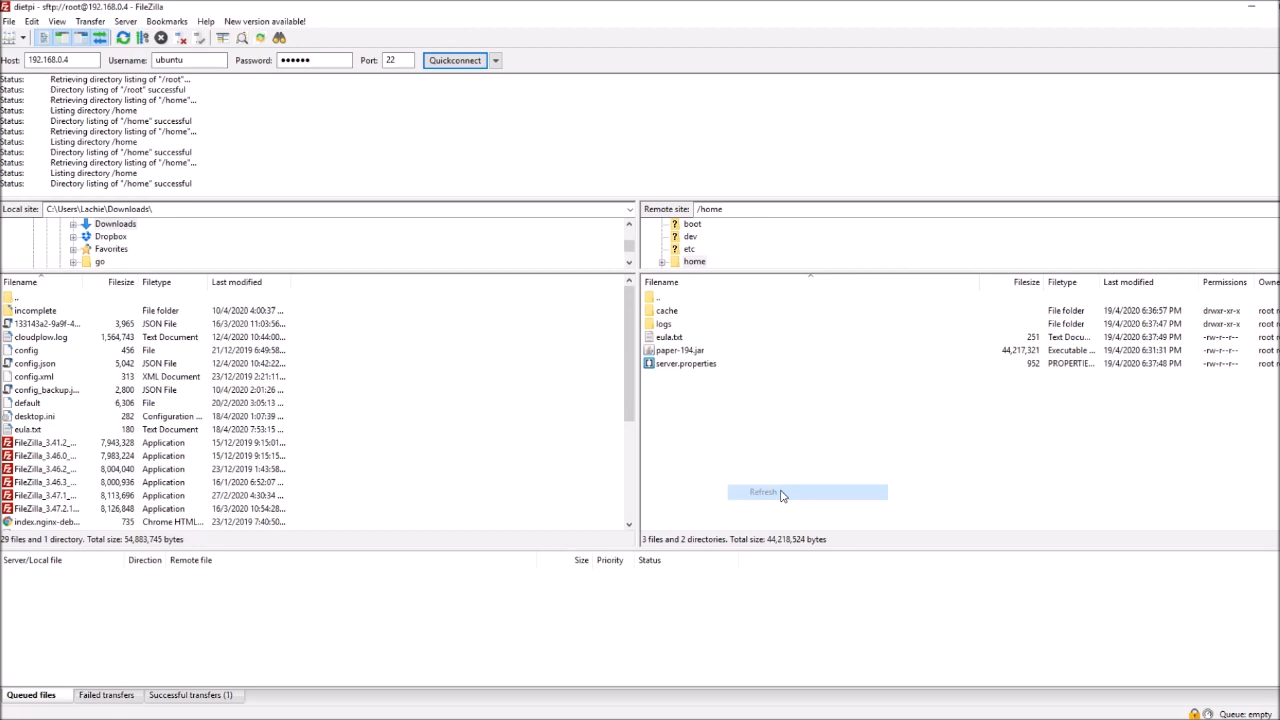 dietpi - sftp://root@192.168.0.4 - FileZilla
File Edit View Transfer Server Bookmarks Help New version available!
Host: 192.168.0.4 Username: ubuntu Password: ●●●●●● Port: 22 Quickconnect
Status: Retrieving directory listing of "/root"...
Status: Directory listing of "/root" successful
Status: Retrieving directory listing of "/home"...
Status: Listing directory /home
Status: Directory listing of "/home" successful
Status: Retrieving directory listing of "/home"...
Status: Listing directory /home
Status: Directory listing of "/home" successful
Status: Retrieving directory listing of "/home"...
Status: Listing directory /home
Status: Directory listing of "/home" successful
Local site: C:\Users\Lachie\Downloads\
Downloads
Dropbox
Favorites
go
Filename Filesize Filetype Last modified
..
incomplete File folder 10/4/2020 4:00:37 ...
133143a2-9a9f-4... 3,965 JSON File 16/3/2020 11:03:56...
cloudplow.log 1,564,743 Text Document 12/4/2020 10:44:00...
config 456 File 21/12/2019 6:49:58...
config.json 5,042 JSON File 12/4/2020 10:42:22...
config.xml 313 XML Document 23/12/2019 2:21:11...
config_backup.j... 2,800 JSON File 10/4/2020 2:01:26 ...
default 6,306 File 20/2/2020 3:05:13 ...
desktop.ini 282 Configuration ... 18/4/2020 1:07:39 ...
eula.txt 180 Text Document 18/4/2020 7:53:15 ...
FileZilla_3.41.2_... 7,943,328 Application 15/12/2019 9:15:01...
FileZilla_3.46.0_... 7,983,224 Application 15/12/2019 9:15:15...
FileZilla_3.46.2_... 8,004,040 Application 23/12/2019 1:43:58...
FileZilla_3.46.3_... 8,000,936 Application 16/1/2020 6:52:07 ...
FileZilla_3.47.1_... 8,113,696 Application 27/2/2020 4:30:34 ...
FileZilla_3.47.2.1... 8,126,848 Application 16/3/2020 10:54:28...
index.nginx-deb... 735 Chrome HTML... 23/12/2019 7:40:50...
29 files and 1 directory. Total size: 54,883,745 bytes
Remote site: /home
? boot
? dev
? etc
home
Filename Filesize Filetype Last modified Permissions
..
cache File folder 19/4/2020 6:36:57 PM drwxr-xr-x root
logs File folder 19/4/2020 6:37:47 PM drwxr-xr-x root
eula.txt 251 Text Docu... 19/4/2020 6:37:49 PM -rw-r--r-- root
paper-194.jar 44,217,321 Executable ... 19/4/2020 6:31:31 PM -rw-r--r-- root
server.properties 952 PROPERTIE... 19/4/2020 6:37:48 PM -rw-r--r-- root
Refresh
3 files and 2 directories. Total size: 44,218,524 bytes
Server/Local file Direction Remote file Size Priority Status
Queued files Failed transfers Successful transfers (1)
Queue: empty